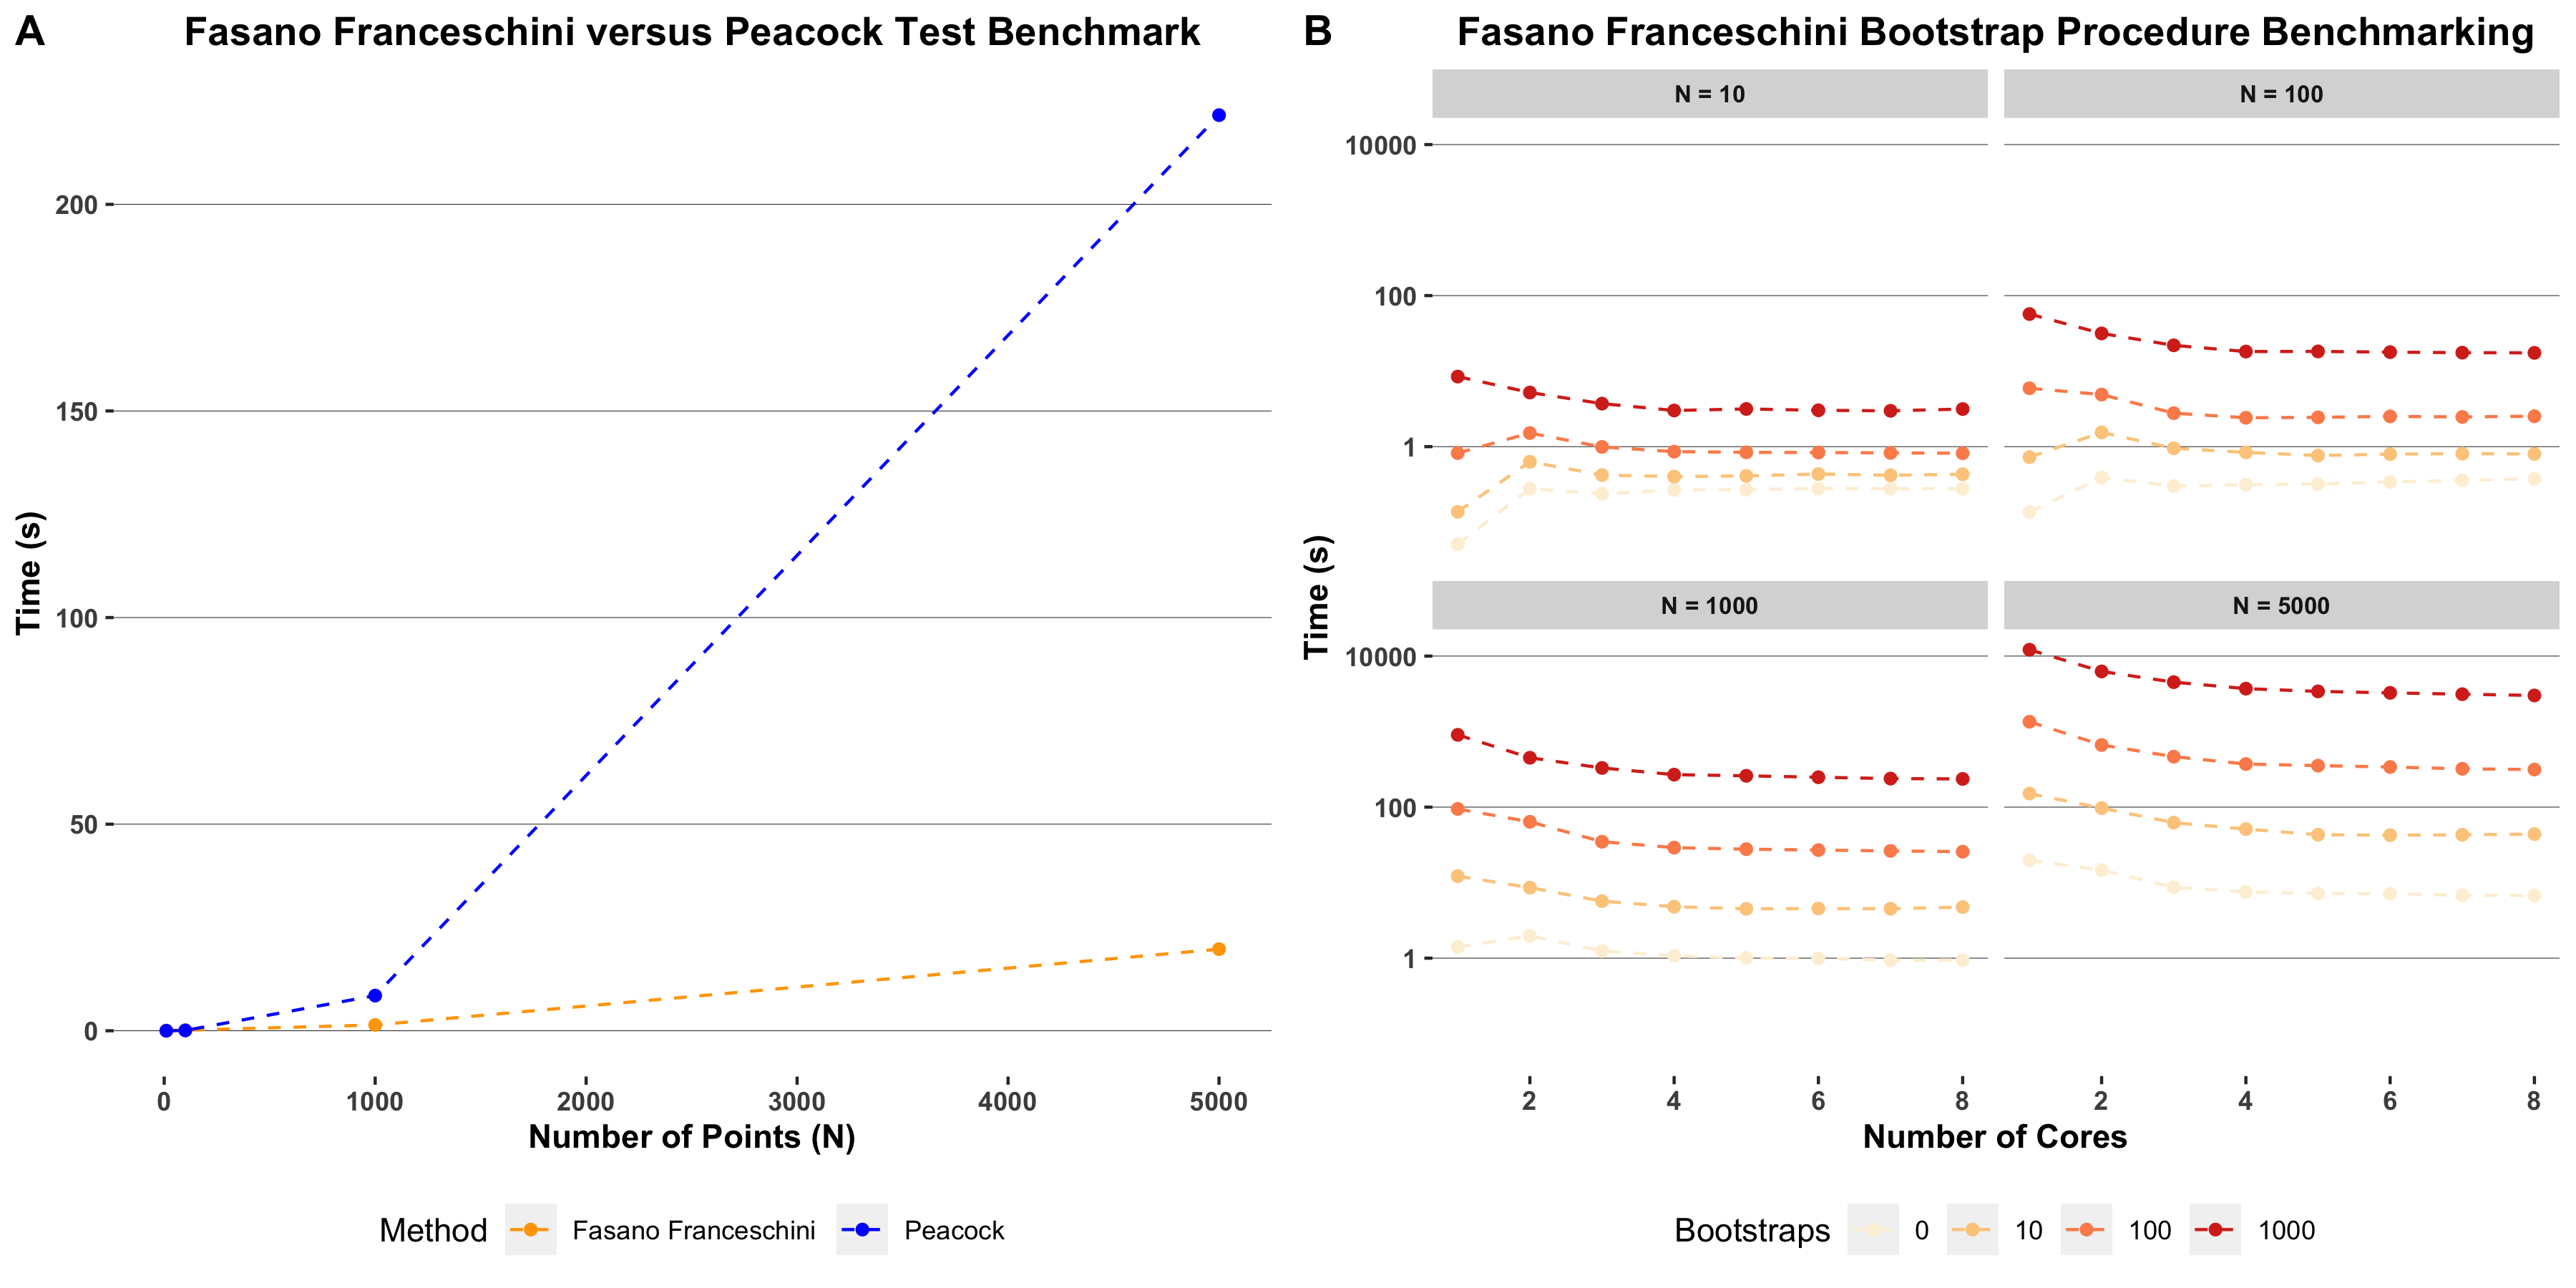 A
Fasano Franceschini versus Peacock Test Benchmark
Time (s)
200
150
100
50
0
0 1000 2000 3000 4000 5000
Number of Points (N)
Method Fasano Franceschini Peacock
B
Fasano Franceschini Bootstrap Procedure Benchmarking
N = 10 N = 100
10000
100
1
Time (s)
N = 1000 N = 5000
10000
100
1
2 4 6 8 2 4 6 8
Number of Cores
Bootstraps 0 10 100 1000